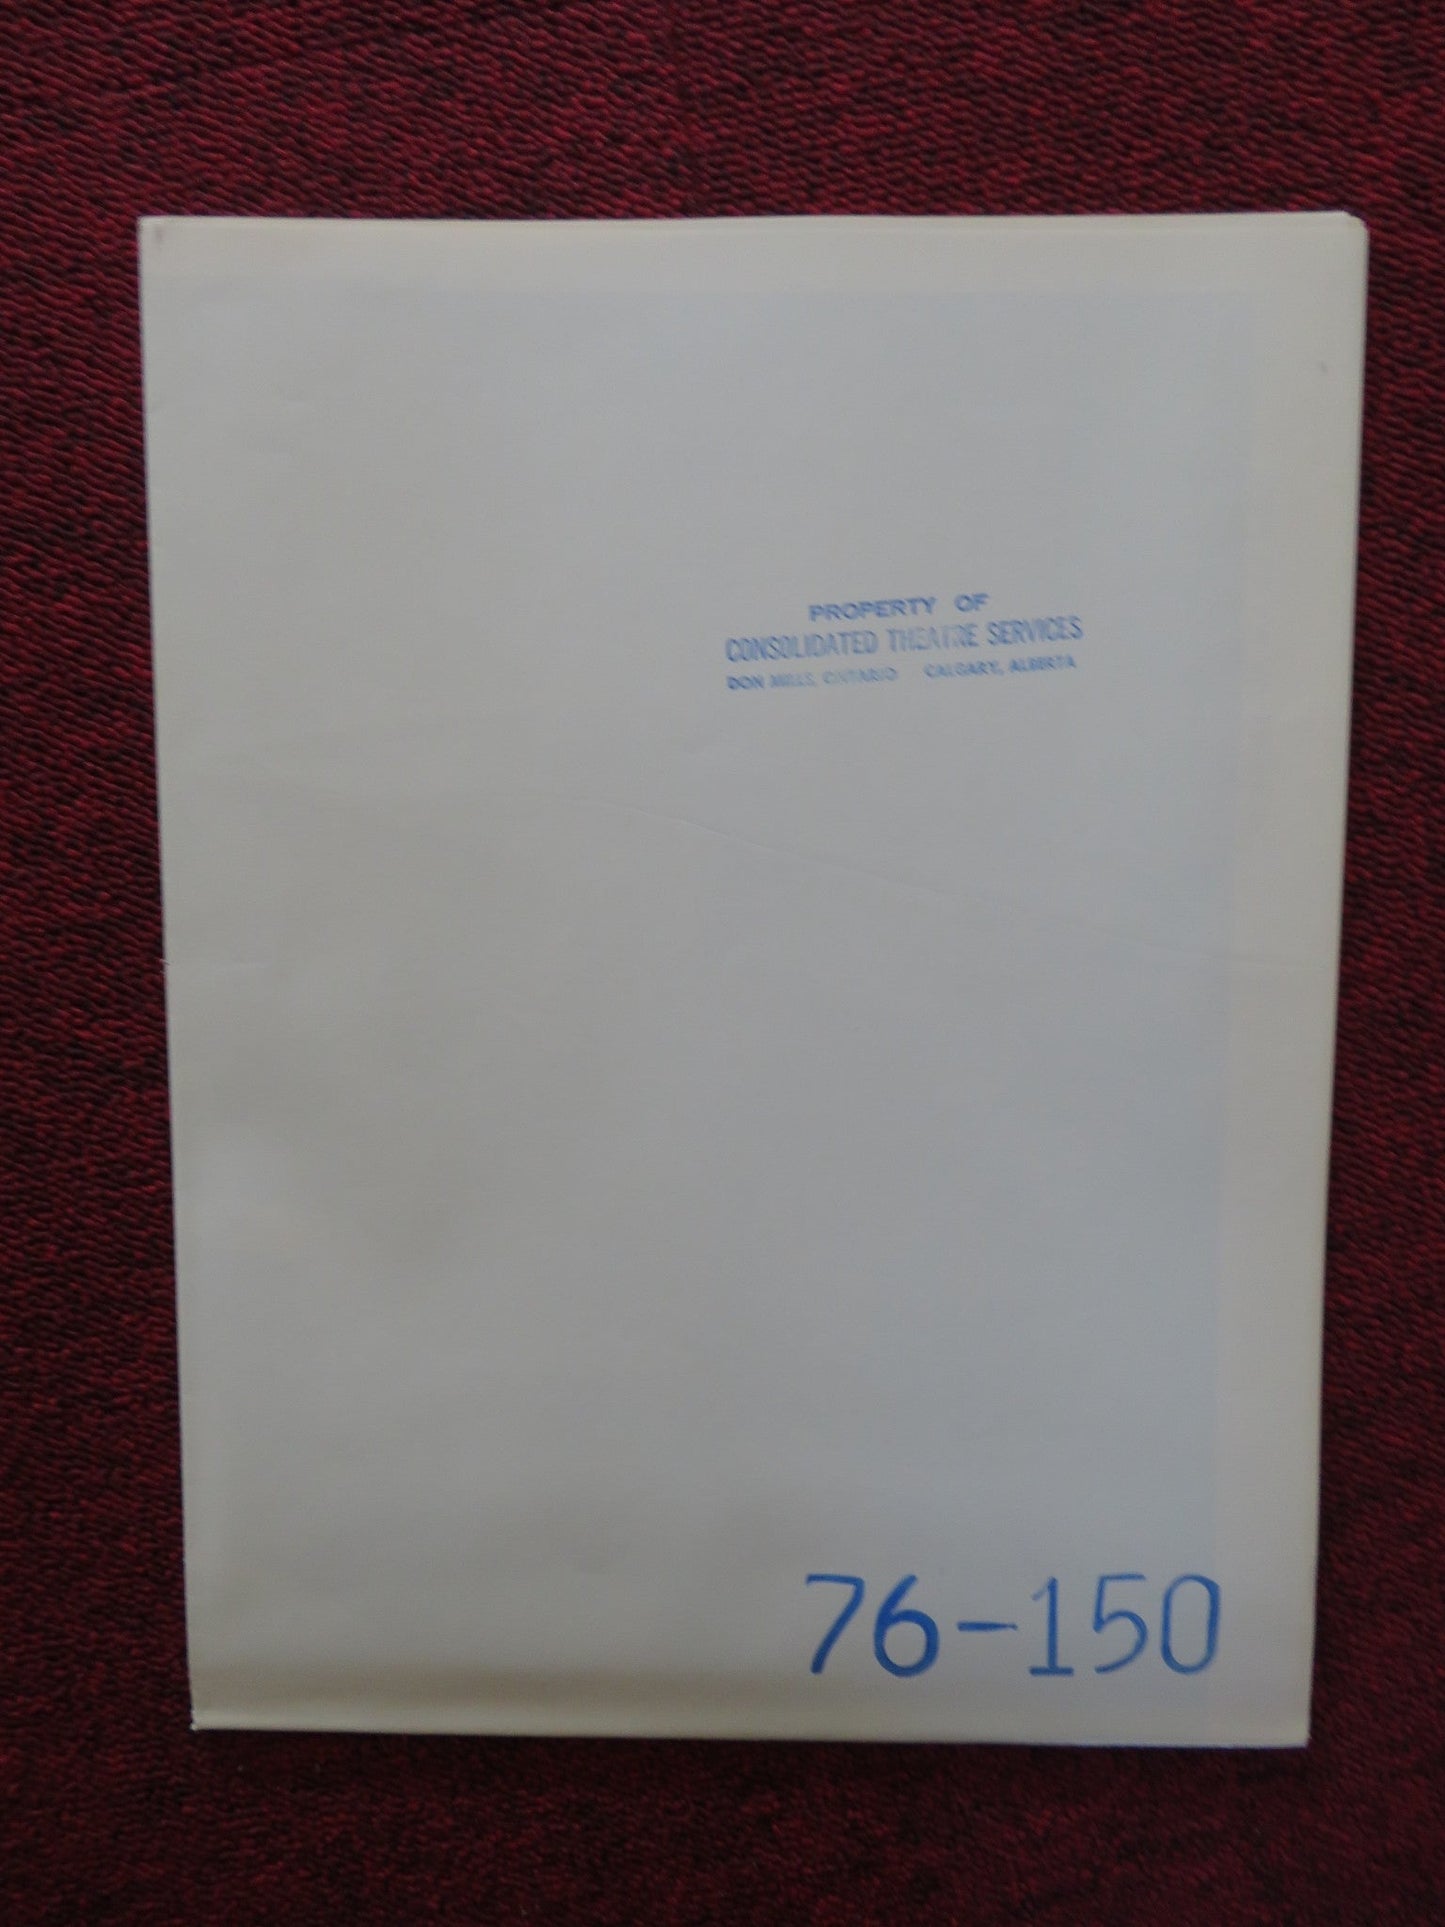 PROPERTY OF
CONSOLIDATED THEATRE SERVICES
DON MILLS, ONTARIO CALGARY, ALBERTA
76-150